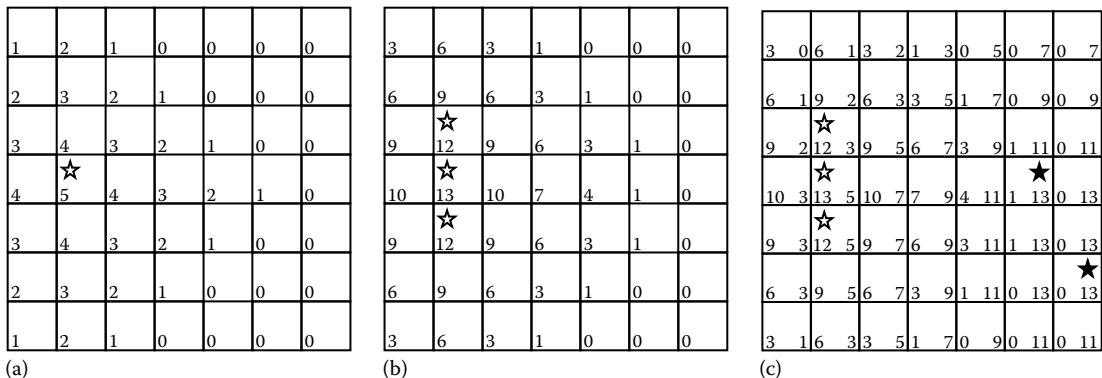 1 2 1 0 0 0 0 3 6 3 1 0 0 0 3 0 6 1 3 2 1 3 0 5 0 7 0 7
2 3 2 1 0 0 0 6 9 6 3 1 0 0 6 1 9 2 6 3 3 5 1 7 0 9 0 9
3 4 3 2 1 0 0 9 12 9 6 3 1 0 9 2 12 3 9 5 6 7 3 9 1 11 0 11
4 5 4 3 2 1 0 10 13 10 7 4 1 0 10 3 13 5 10 7 7 9 4 11 1 13 0 13
3 4 3 2 1 0 0 9 12 9 6 3 1 0 9 3 12 5 9 7 6 9 3 11 1 13 0 13
2 3 2 1 0 0 0 6 9 6 3 1 0 0 6 3 9 5 6 7 3 9 1 11 0 13 0 13
1 2 1 0 0 0 0 3 6 3 1 0 0 0 3 1 6 3 3 5 1 7 0 9 0 11 0 11
(a) (b) (c)